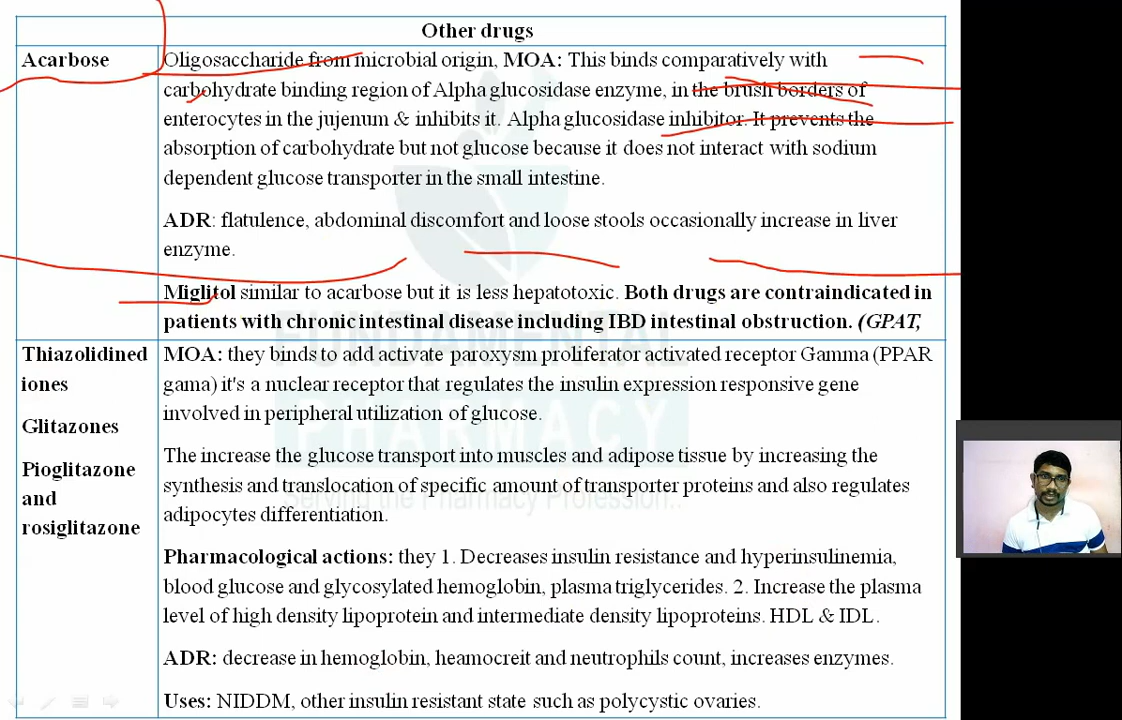 Other drugs
Acarbose
Oligosaccharide from microbial origin, MOA: This binds comparatively with
carbohydrate binding region of Alpha glucosidase enzyme, in the brush borders of
enterocytes in the jujenum & inhibits it. Alpha glucosidase inhibitor. It prevents the
absorption of carbohydrate but not glucose because it does not interact with sodium
dependent glucose transporter in the small intestine.
ADR: flatulence, abdominal discomfort and loose stools occasionally increase in liver
enzyme.
Miglitol similar to acarbose but it is less hepatotoxic. Both drugs are contraindicated in
patients with chronic intestinal disease including IBD intestinal obstruction. (GPAT,
Thiazolidined
iones
Glitazones
Pioglitazone
and
rosiglitazone
MOA: they binds to add activate paroxysm proliferator activated receptor Gamma (PPAR
gama) it's a nuclear receptor that regulates the insulin expression responsive gene
involved in peripheral utilization of glucose.
The increase the glucose transport into muscles and adipose tissue by increasing the
synthesis and translocation of specific amount of transporter proteins and also regulates
adipocytes differentiation.
Pharmacological actions: they 1. Decreases insulin resistance and hyperinsulinemia,
blood glucose and glycosylated hemoglobin, plasma triglycerides. 2. Increase the plasma
level of high density lipoprotein and intermediate density lipoproteins. HDL & IDL.
ADR: decrease in hemoglobin, heamocreit and neutrophils count, increases enzymes.
Uses: NIDDM, other insulin resistant state such as polycystic ovaries.
FUNDAMENTAL
PHARMACY
Serving the Pharmacy Profession..